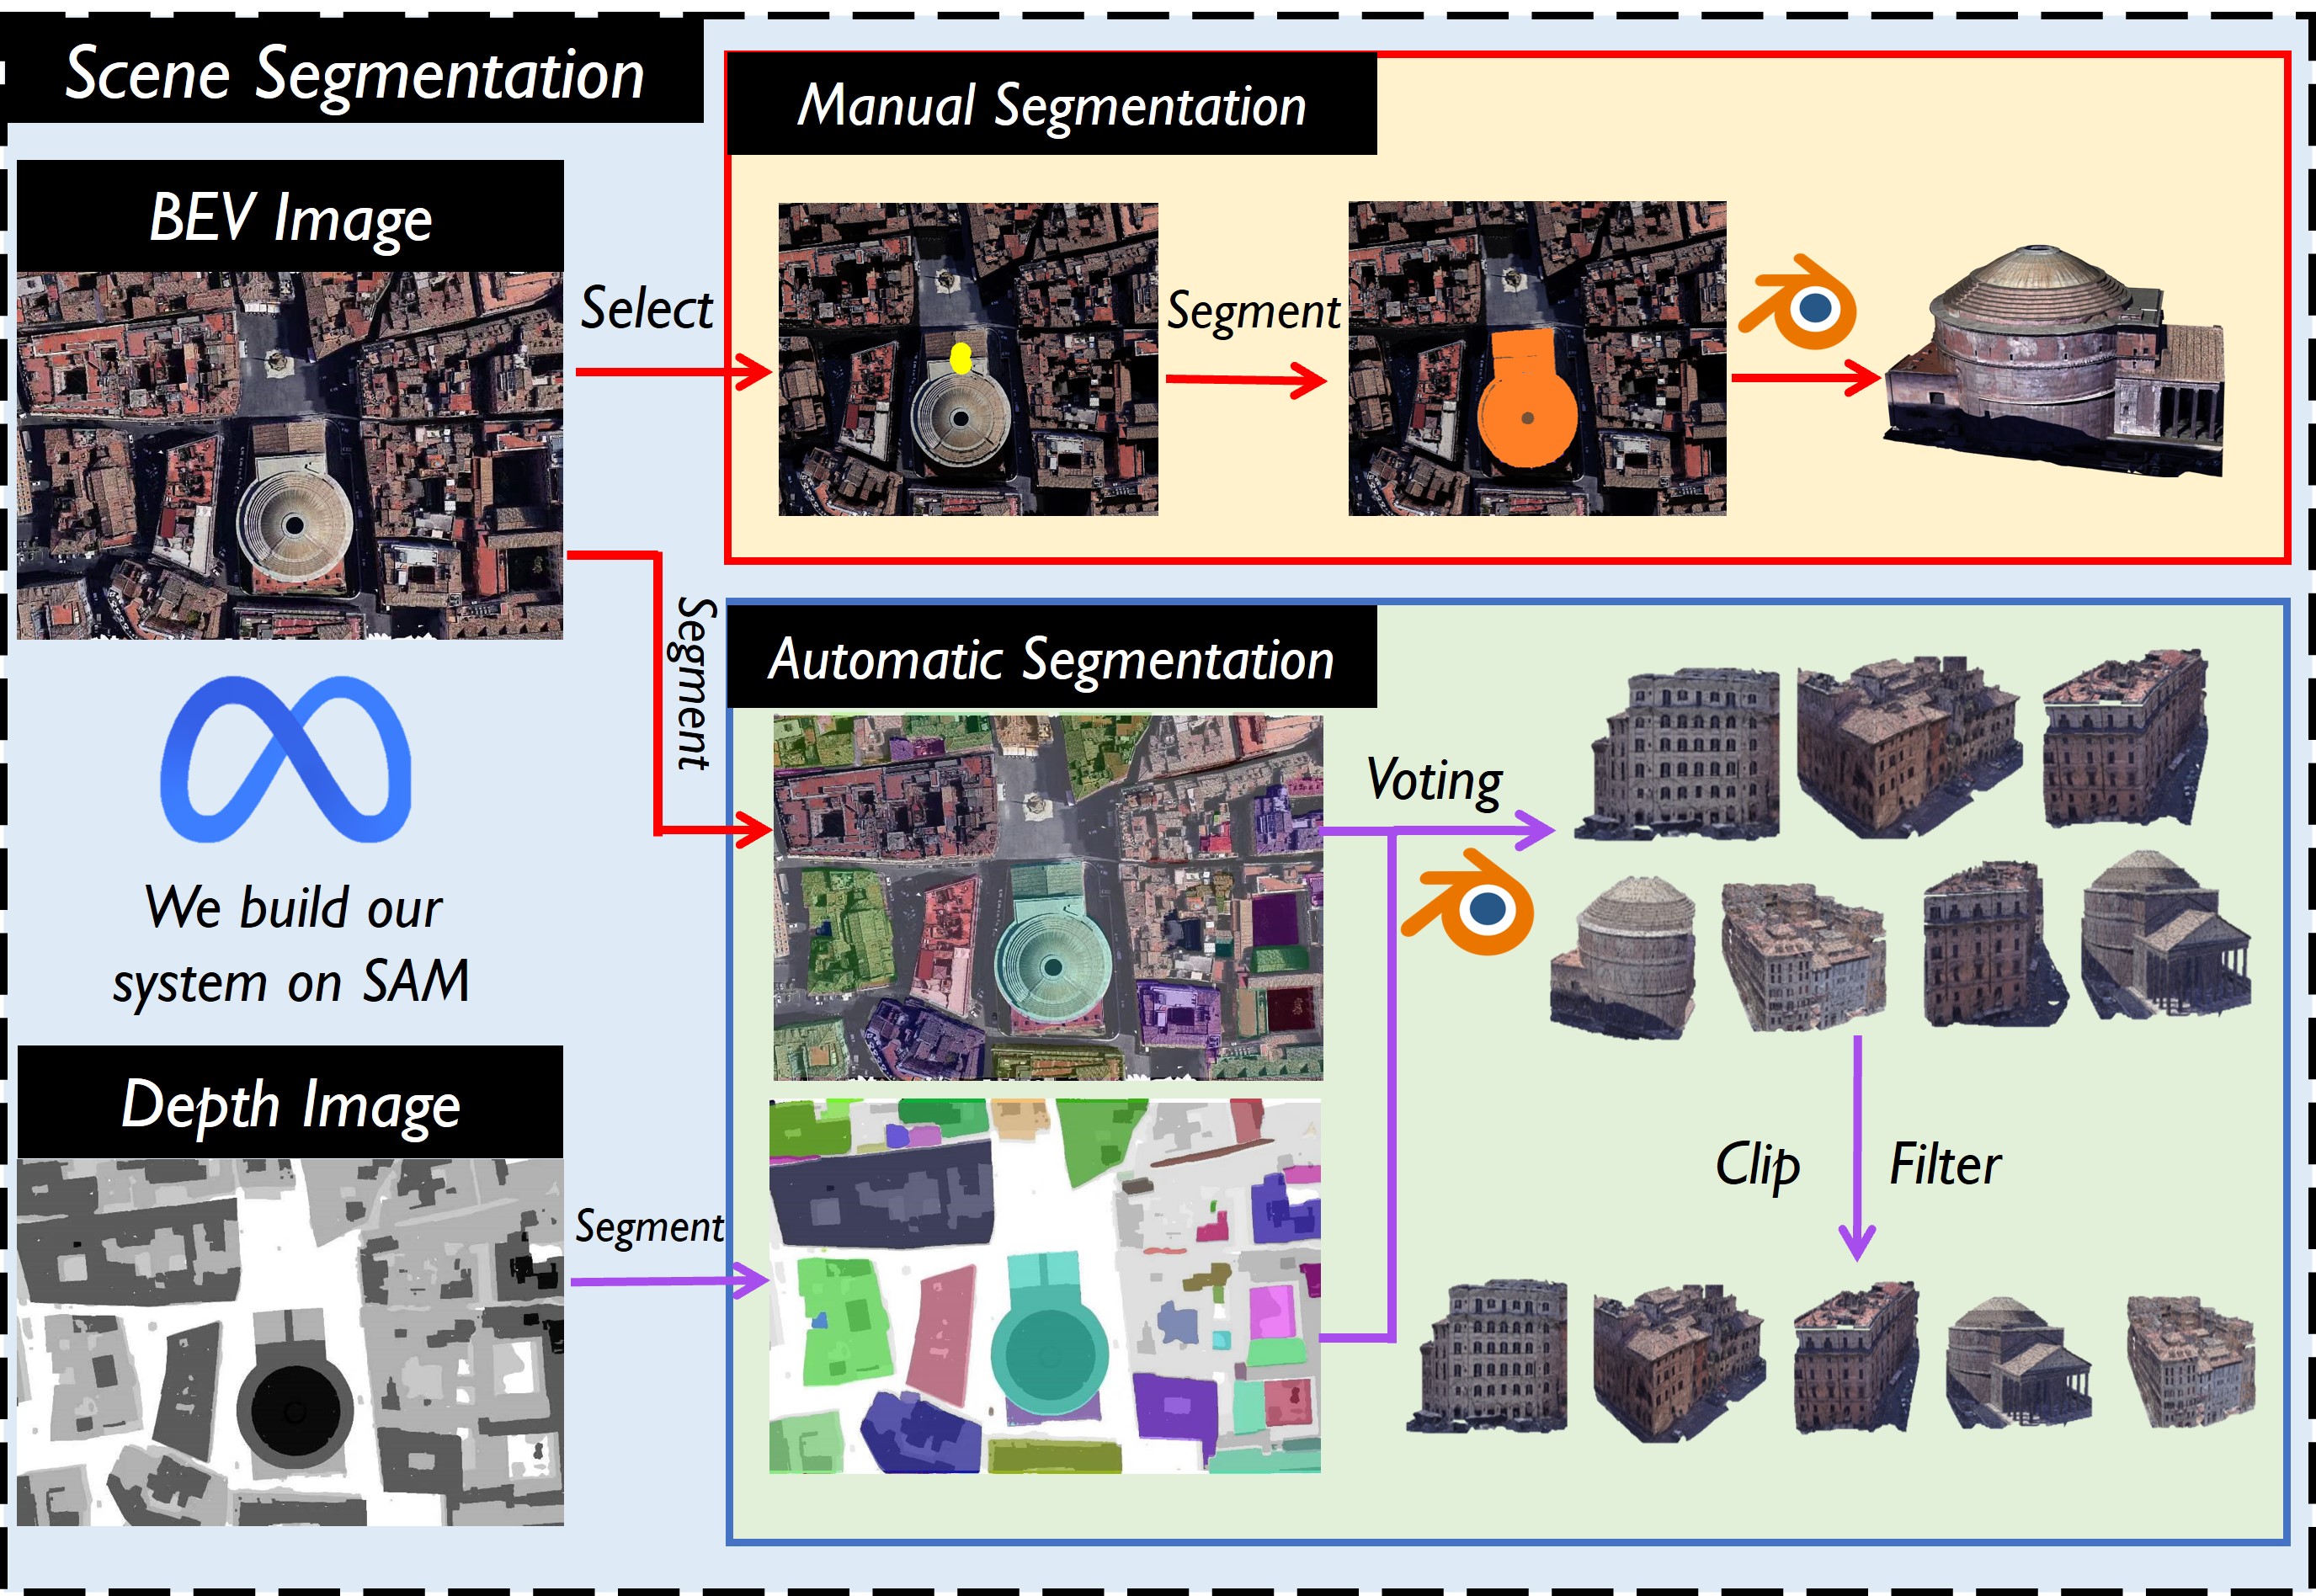 Scene Segmentation
BEV Image
Select
Manual Segmentation
Segment
Segment
Automatic Segmentation
Voting
We build our
system on SAM
Depth Image
Segment
Clip
Filter